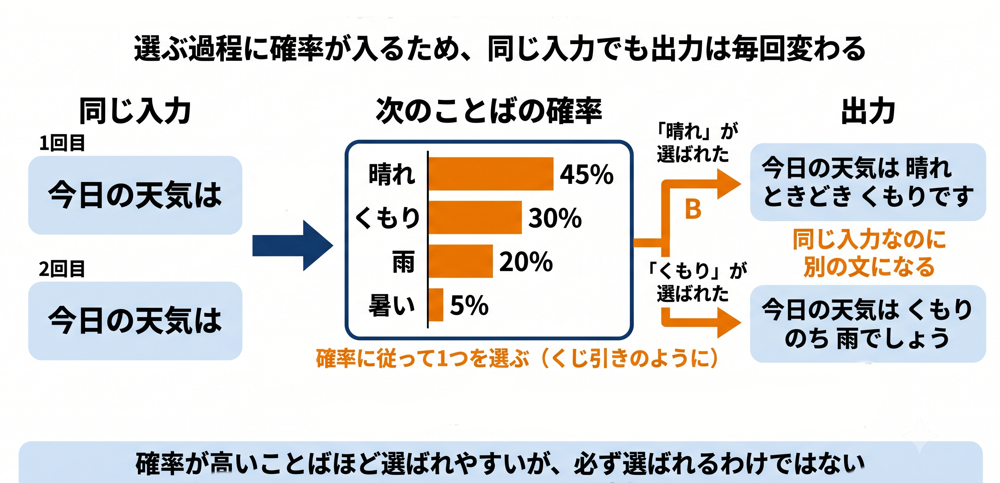 選ぶ過程に確率が入るため、同じ入力でも出力は毎回変わる
同じ入力
1回目
今日の天気は
2回目
今日の天気は
次のことばの確率
晴れ 45%
くもり 30%
雨 20%
暑い 5%
確率に従って1つを選ぶ（くじ引きのように）
「晴れ」が
選ばれた
B
「くもり」が
選ばれた
出力
今日の天気は 晴れ
ときどき くもりです
同じ入力なのに
別の文になる
今日の天気は くもり
のち 雨でしょう
確率が高いことばほど選ばれやすいが、必ず選ばれるわけではない